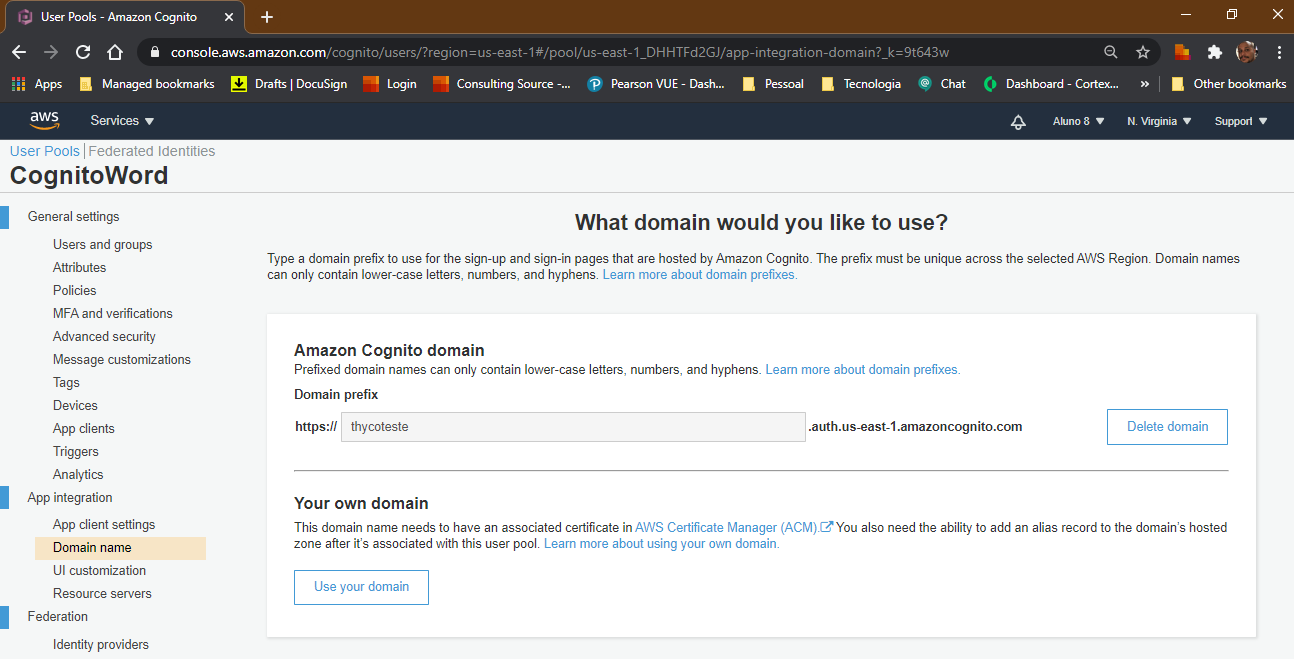 User Pools - Amazon Cognito
console.aws.amazon.com/cognito/users/?region=us-east-1#/pool/us-east-1_DHHTFd2GJ/app-integration-domain?_k=9t643w
Apps Managed bookmarks Drafts | DocuSign Login Consulting Source -... Pearson VUE - Dash... Pessoal Tecnologia Chat Dashboard - Cortex... » Other bookmarks
aws Services Aluno 8 N. Virginia Support
User Pools | Federated Identities
CognitoWord
General settings
Users and groups
Attributes
Policies
MFA and verifications
Advanced security
Message customizations
Tags
Devices
App clients
Triggers
Analytics
App integration
App client settings
Domain name
UI customization
Resource servers
Federation
Identity providers
What domain would you like to use?
Type a domain prefix to use for the sign-up and sign-in pages that are hosted by Amazon Cognito. The prefix must be unique across the selected AWS Region. Domain names
can only contain lower-case letters, numbers, and hyphens. Learn more about domain prefixes.
Amazon Cognito domain
Prefixed domain names can only contain lower-case letters, numbers, and hyphens. Learn more about domain prefixes.
Domain prefix
https:// thycoteste .auth.us-east-1.amazoncognito.com Delete domain
Your own domain
This domain name needs to have an associated certificate in AWS Certificate Manager (ACM). You also need the ability to add an alias record to the domain's hosted
zone after it's associated with this user pool. Learn more about using your own domain.
Use your domain